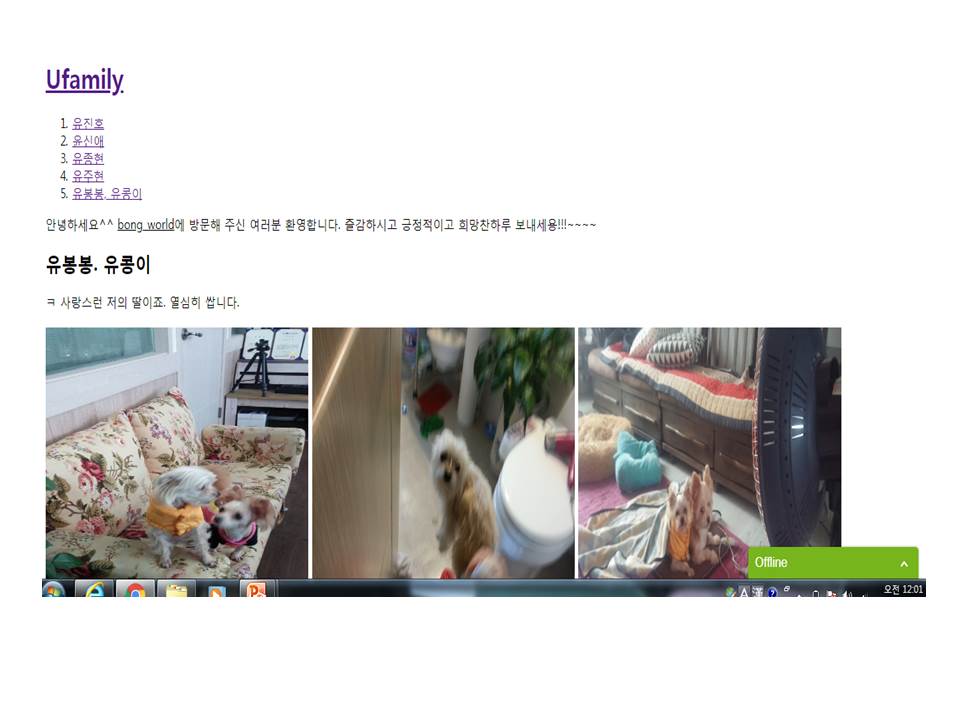 Ufamily
1. 유진호
2. 윤신애
3. 유종현
4. 유주현
5. 유봉봉, 유콩이
안녕하세요^^ bong world에 방문해 주신 여러분 환영합니다. 즐감하시고 긍정적이고 희망찬하루 보내세용!!!~~~~
유봉봉. 유콩이
ㅋ 사랑스런 저의 딸이죠. 열심히 쌉니다.
Offline
오전 12:01